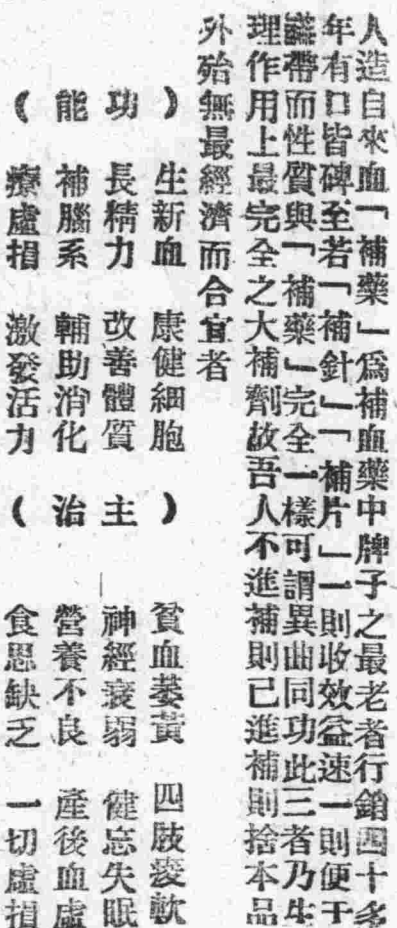 人造自來血「補藥」爲補血藥中牌子之最老者行銷四十多
年有口皆碑至若「補針」「補片」一則收效益速一則便于
攜帶而性質與「補藥」完全一樣可謂異曲同功此三者乃生
理作用上最完全之大補劑故吾人不進補則已進補則捨本品
外殆無最經濟而合宜者
(功能)
生新血 康健細胞
長精力 改善體質
補腦系 輔助消化
療虛損 激發活力
(主治)
貧血萎黃 四肢痠軟
神經衰弱 健忘失眠
營養不良 產後血虛
食思缺乏 一切虛損